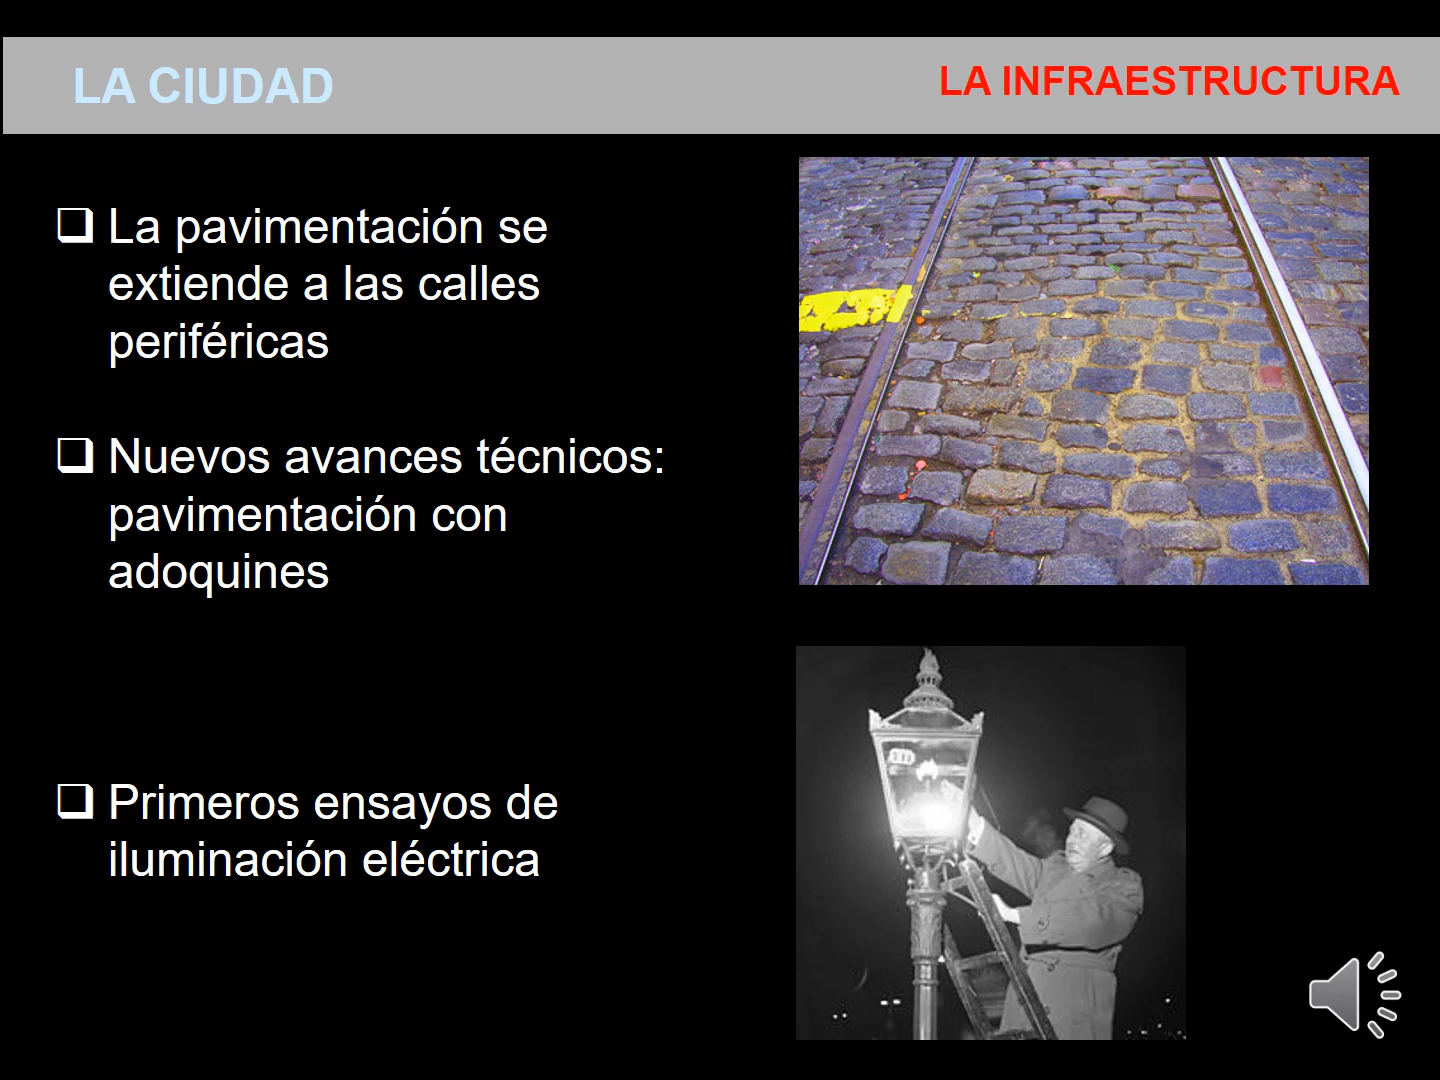 LA CIUDAD
LA INFRAESTRUCTURA
La pavimentación se
extiende a las calles
periféricas
Nuevos avances técnicos:
pavimentación con
adoquines
Primeros ensayos de
iluminación eléctrica